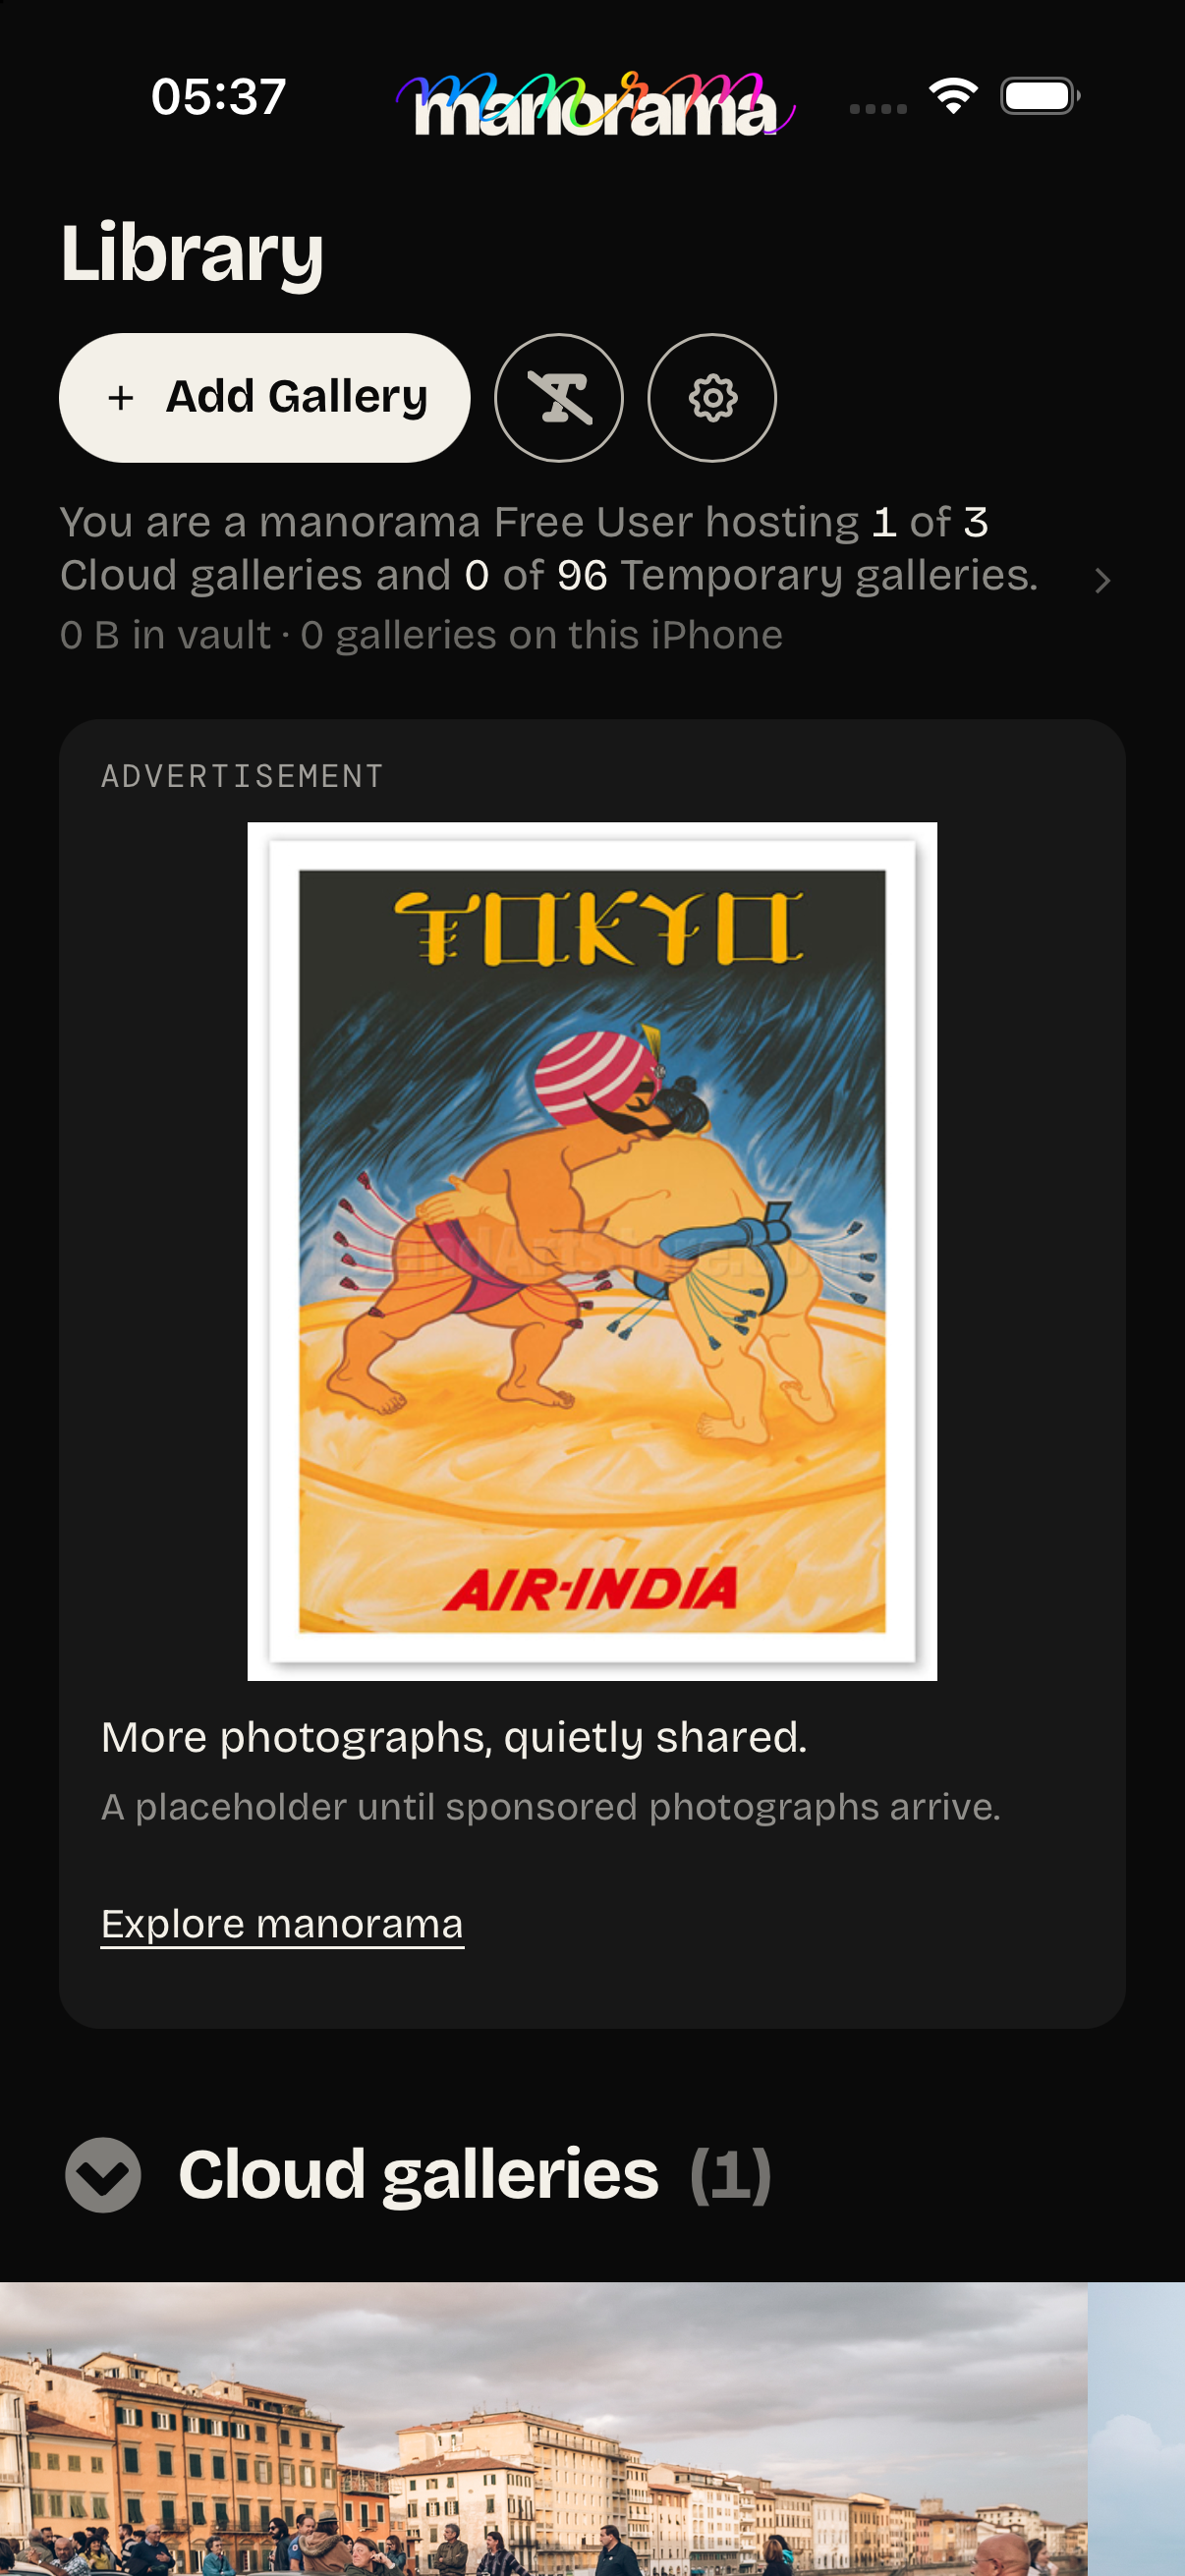 05:37
manorama
Library
+ Add Gallery
You are a manorama Free User hosting 1 of 3
Cloud galleries and 0 of 96 Temporary galleries.
0 B in vault · 0 galleries on this iPhone
ADVERTISEMENT
TOKYO
IslandArtStore.com
AIR-INDIA
More photographs, quietly shared.
A placeholder until sponsored photographs arrive.
Explore manorama
Cloud galleries (1)